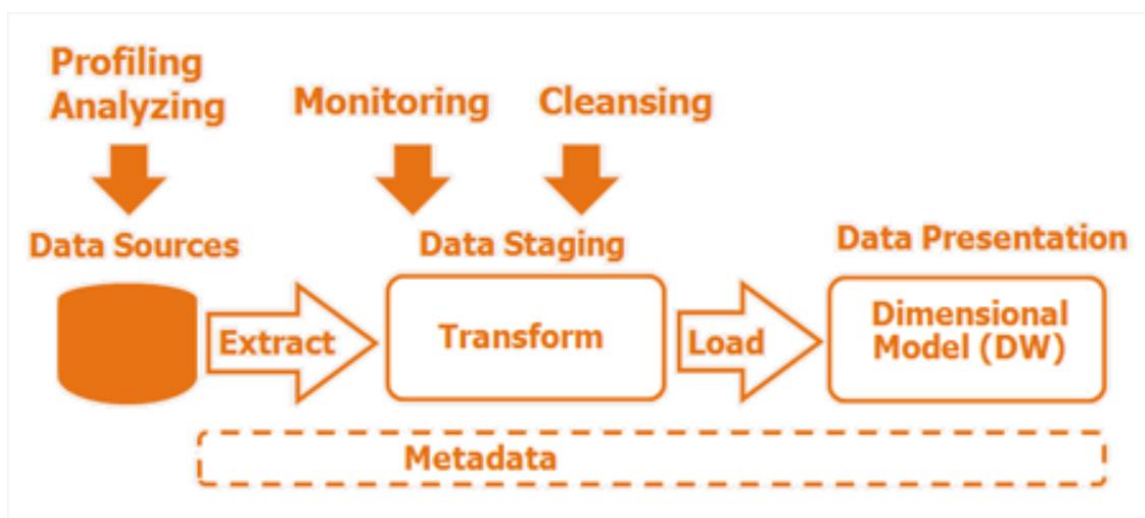 Profiling
Analyzing
Monitoring
Cleansing
Data Sources
Data Staging
Data Presentation
Extract
Transform
Load
Dimensional
Model (DW)
Metadata